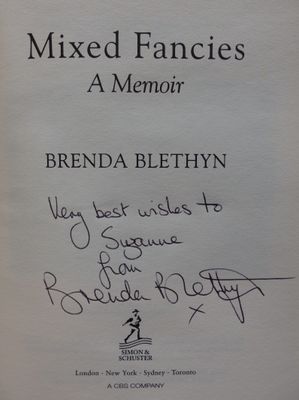 Mixed Fancies
A Memoir
BRENDA BLETHYN
Very best wishes to
Suzanne
from
Brenda Blethyn
x
SIMON &
SCHUSTER
London · New York · Sydney · Toronto
A CBS COMPANY